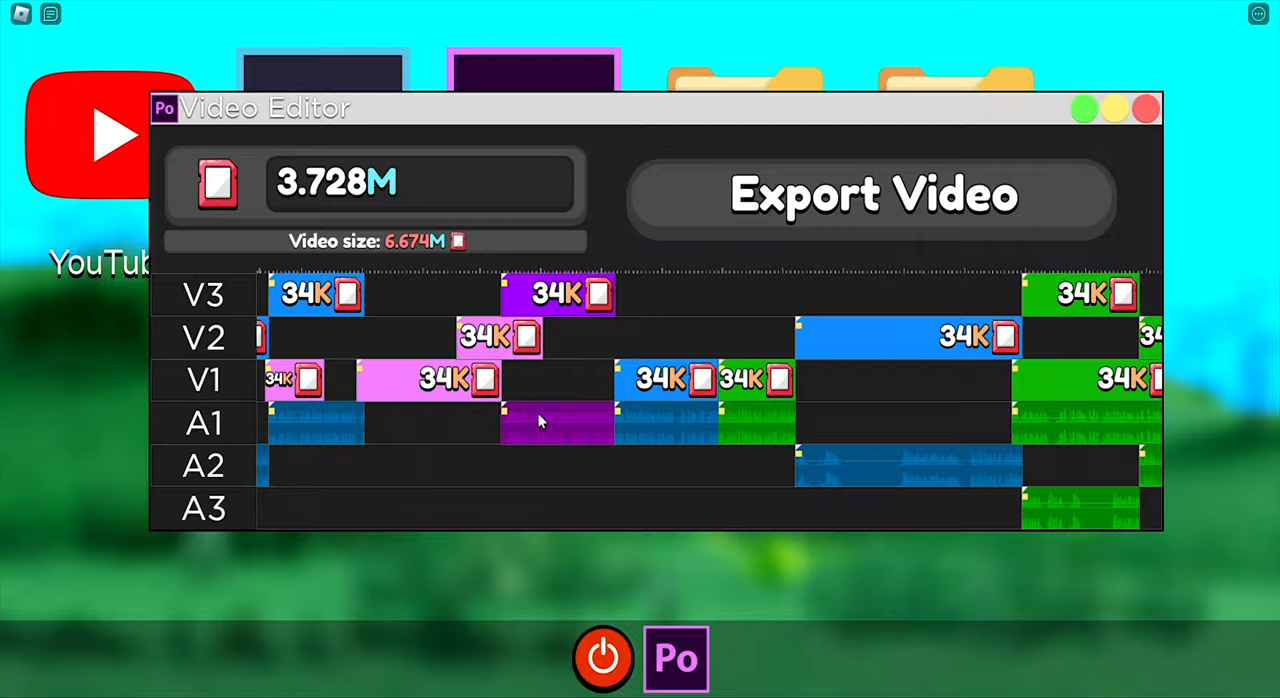 Po Video Editor
3.728M
Export Video
Video size: 6.674M
YouTub
V3 34K 34K 34K
V2 34K 34K 34
V1 34K 34K 34K 34K 34K
A1
A2
A3
Po